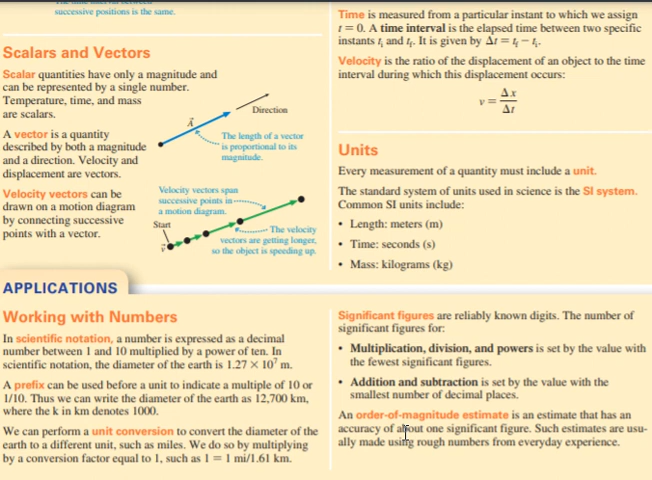 successive positions is the same.
Scalars and Vectors
Scalar quantities have only a magnitude and
can be represented by a single number.
Temperature, time, and mass
are scalars.
A vector is a quantity
described by both a magnitude
and a direction. Velocity and
displacement are vectors.
Velocity vectors can be
drawn on a motion diagram
by connecting successive
points with a vector.
Direction
A
The length of a vector
is proportional to its
magnitude.
Velocity vectors span
successive points in
a motion diagram.
Start
v
The velocity
vectors are getting longer,
so the object is speeding up.
Time is measured from a particular instant to which we assign
t = 0. A time interval is the elapsed time between two specific
instants tᵢ and t_f. It is given by Δt = t_f − tᵢ.
Velocity is the ratio of the displacement of an object to the time
interval during which this displacement occurs:
v = Δx / Δt
Units
Every measurement of a quantity must include a unit.
The standard system of units used in science is the SI system.
Common SI units include:
• Length: meters (m)
• Time: seconds (s)
• Mass: kilograms (kg)
APPLICATIONS
Working with Numbers
In scientific notation, a number is expressed as a decimal
number between 1 and 10 multiplied by a power of ten. In
scientific notation, the diameter of the earth is 1.27 × 10⁷ m.
A prefix can be used before a unit to indicate a multiple of 10 or
1/10. Thus we can write the diameter of the earth as 12,700 km,
where the k in km denotes 1000.
We can perform a unit conversion to convert the diameter of the
earth to a different unit, such as miles. We do so by multiplying
by a conversion factor equal to 1, such as 1 = 1 mi/1.61 km.
Significant figures are reliably known digits. The number of
significant figures for:
• Multiplication, division, and powers is set by the value with
the fewest significant figures.
• Addition and subtraction is set by the value with the
smallest number of decimal places.
An order-of-magnitude estimate is an estimate that has an
accuracy of about one significant figure. Such estimates are usu-
ally made using rough numbers from everyday experience.